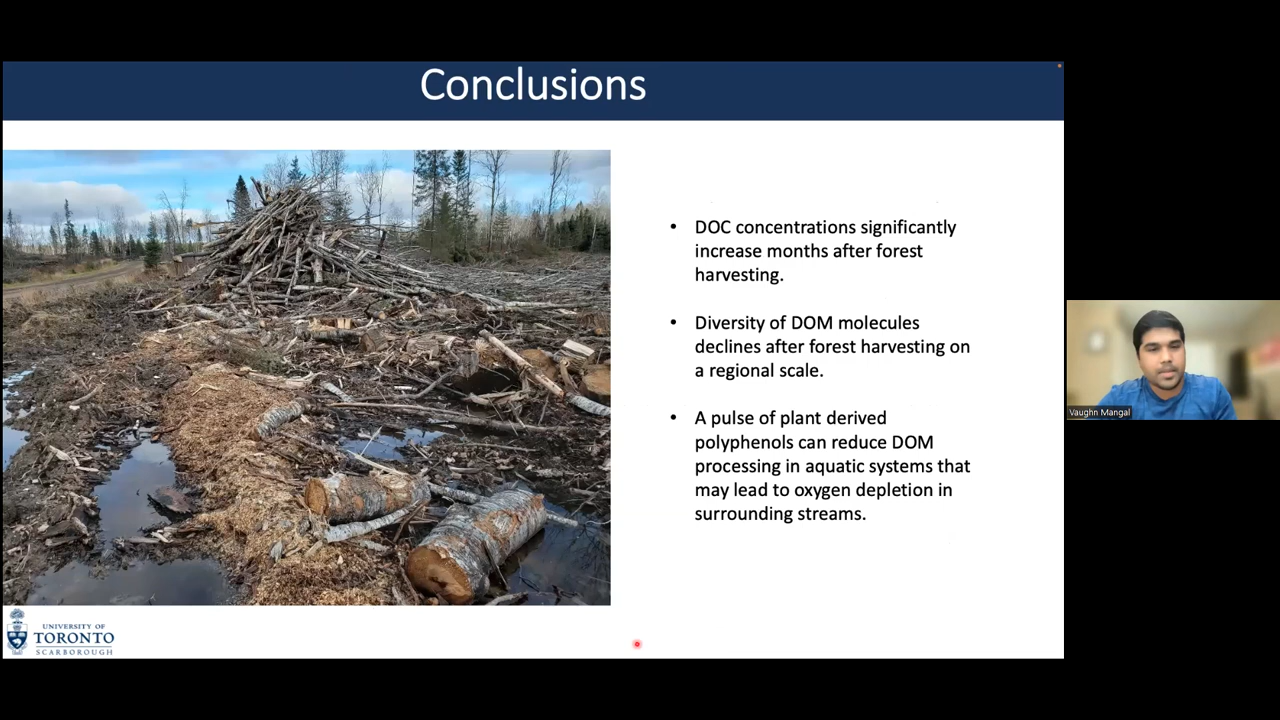 Conclusions
• DOC concentrations significantly
increase months after forest
harvesting.
• Diversity of DOM molecules
declines after forest harvesting on
a regional scale.
• A pulse of plant derived
polyphenols can reduce DOM
processing in aquatic systems that
may lead to oxygen depletion in
surrounding streams.
Vaughn Mangal
UNIVERSITY OF
TORONTO
SCARBOROUGH